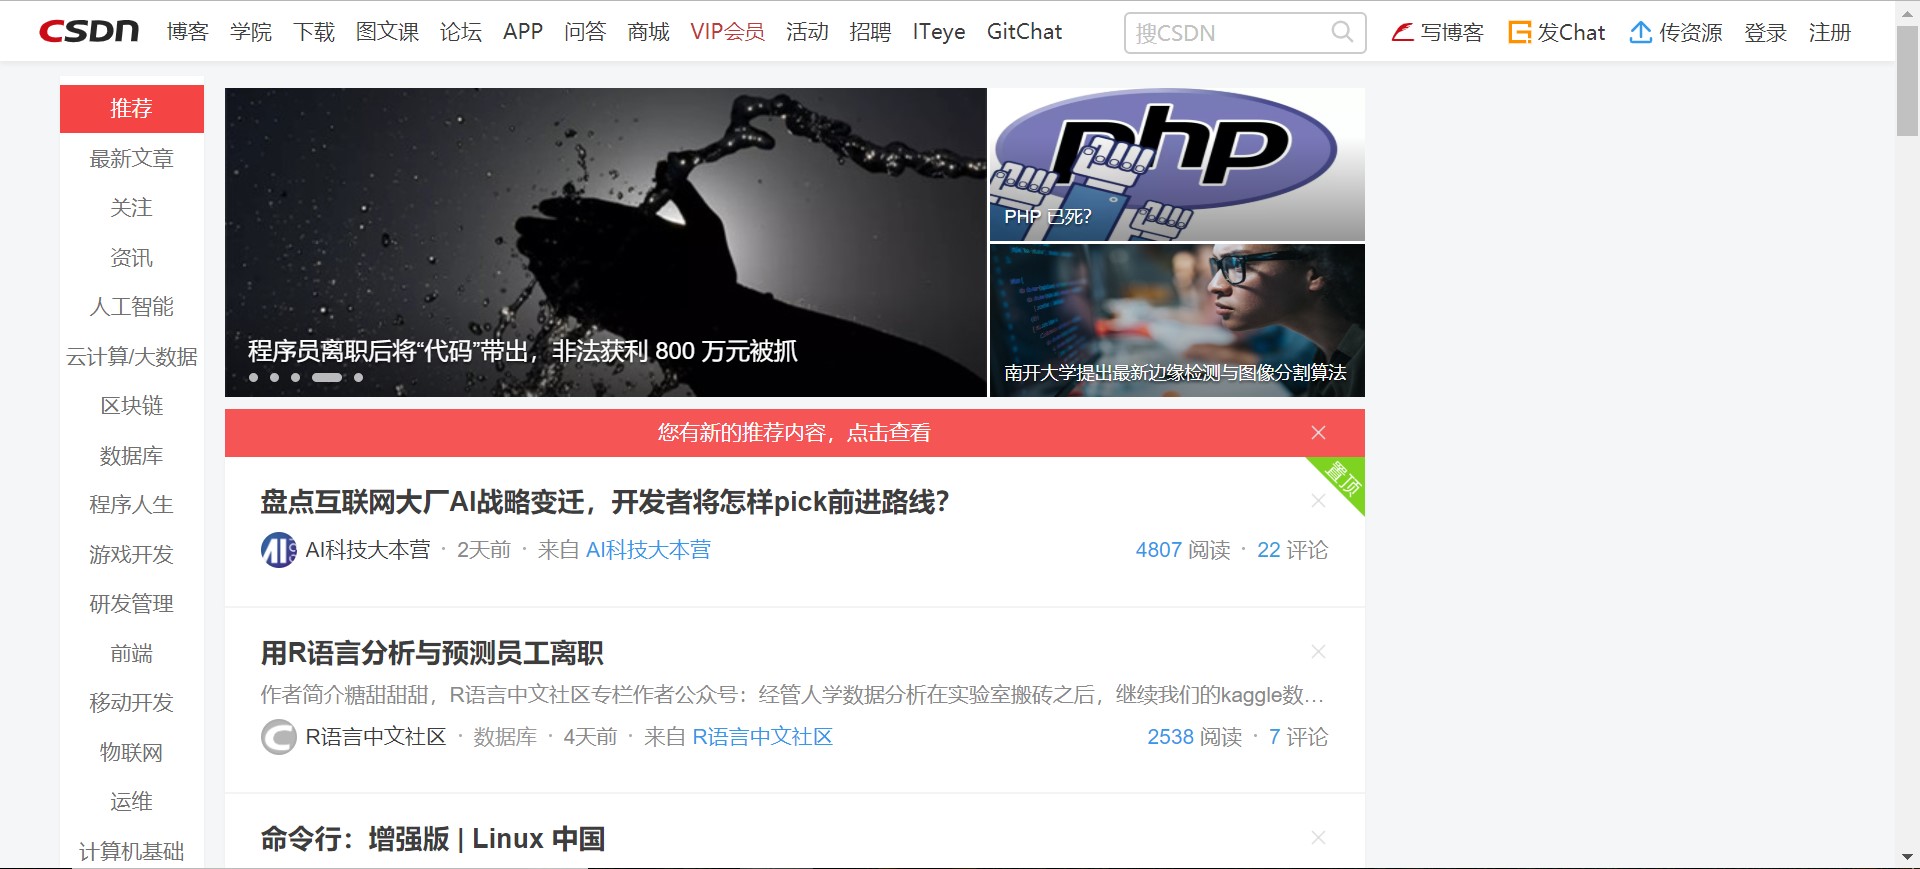 CSDN 博客 学院 下载 图文课 论坛 APP 问答 商城 VIP会员 活动 招聘 ITeye GitChat 搜CSDN 写博客 发Chat 传资源 登录 注册
推荐
最新文章
关注
资讯
人工智能
云计算/大数据
区块链
数据库
程序人生
游戏开发
研发管理
前端
移动开发
物联网
运维
计算机基础
程序员离职后将“代码”带出，非法获利 800 万元被抓
php
PHP 已死?
南开大学提出最新边缘检测与图像分割算法
您有新的推荐内容，点击查看
置顶
盘点互联网大厂AI战略变迁，开发者将怎样pick前进路线？
AI科技大本营 · 2天前 · 来自 AI科技大本营 4807 阅读 · 22 评论
用R语言分析与预测员工离职
作者简介糖甜甜甜，R语言中文社区专栏作者公众号：经管人学数据分析在实验室搬砖之后，继续我们的kaggle数…
R语言中文社区 · 数据库 · 4天前 · 来自 R语言中文社区 2538 阅读 · 7 评论
命令行：增强版 | Linux 中国